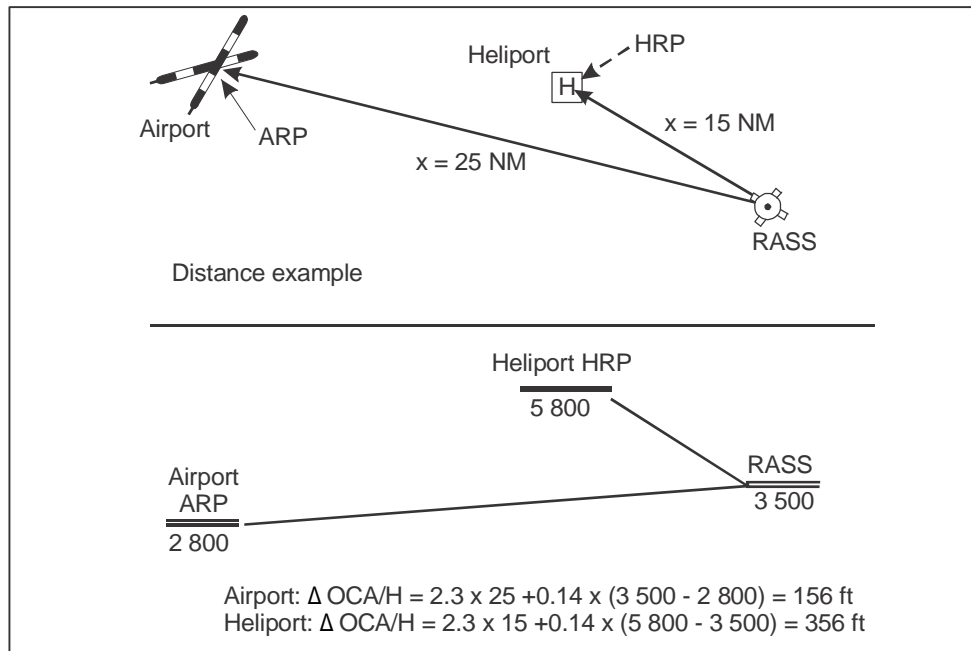 Airport
ARP
Heliport
H
HRP
x = 15 NM
x = 25 NM
RASS
Distance example
Heliport HRP
5 800
Airport
ARP
2 800
RASS
3 500
Airport: Δ OCA/H = 2.3 x 25 +0.14 x (3 500 - 2 800) = 156 ft
Heliport: Δ OCA/H = 2.3 x 15 +0.14 x (5 800 - 3 500) = 356 ft